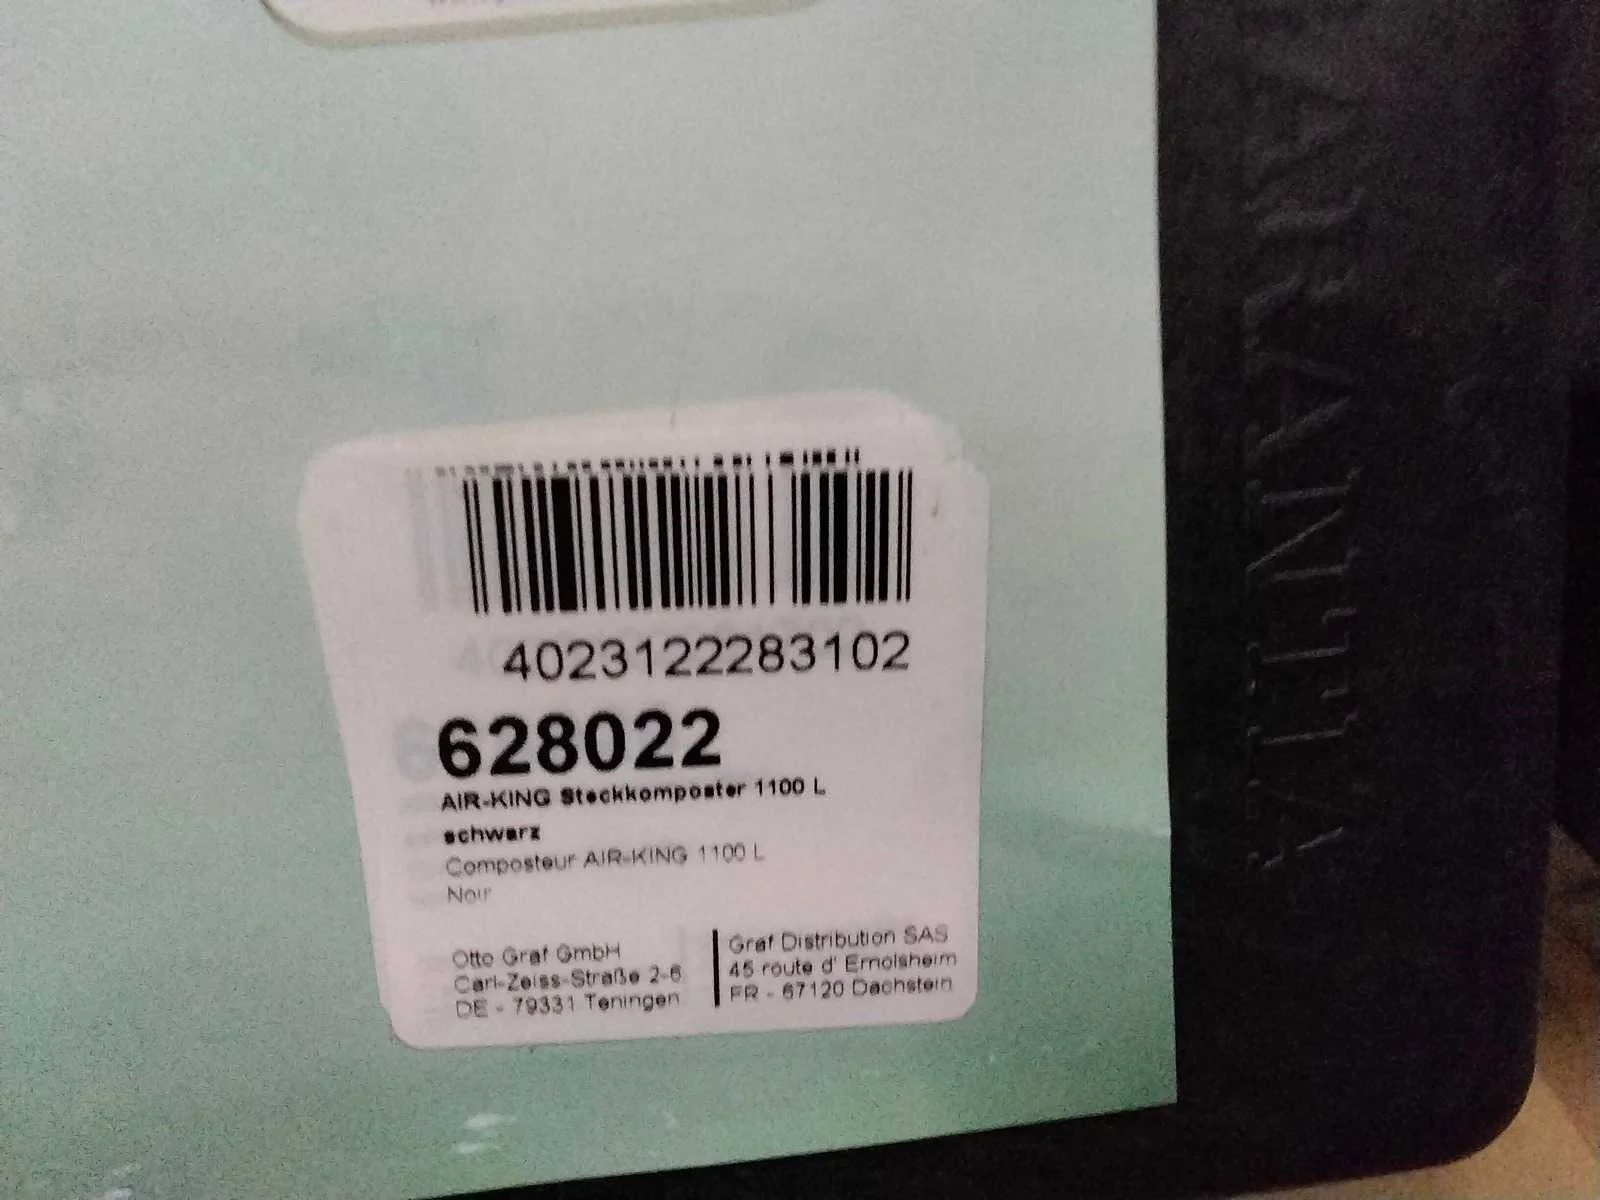 4023122283102
628022
AIR-KING Steckkomposter 1100 L
schwarz
Composteur AIR-KING 1100 L
Noir
Otto Graf GmbH
Carl-Zeiss-Straße 2-6
DE - 79331 Teningen
Graf Distribution SAS
45 route d' Ernolsheim
FR - 67120 Dachstein
GARANTIA